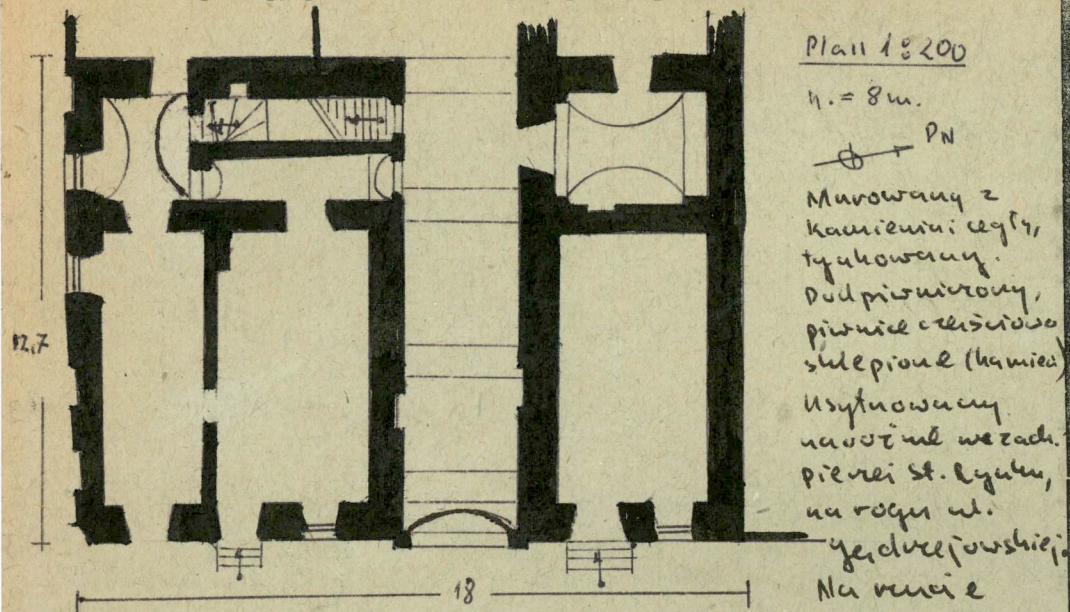 Plan 1:200
h. = 8 m.
PN
Murowany z
kamienia i cegły,
tynkowany.
Podpiwniczony,
piwnice częściowo
sklepione (kamień)
Usytuowany
narożnie w zach.
pierzei St. Rynku,
na rogu ul.
Jędrzejowskiej.
Na rzucie
12,7
18